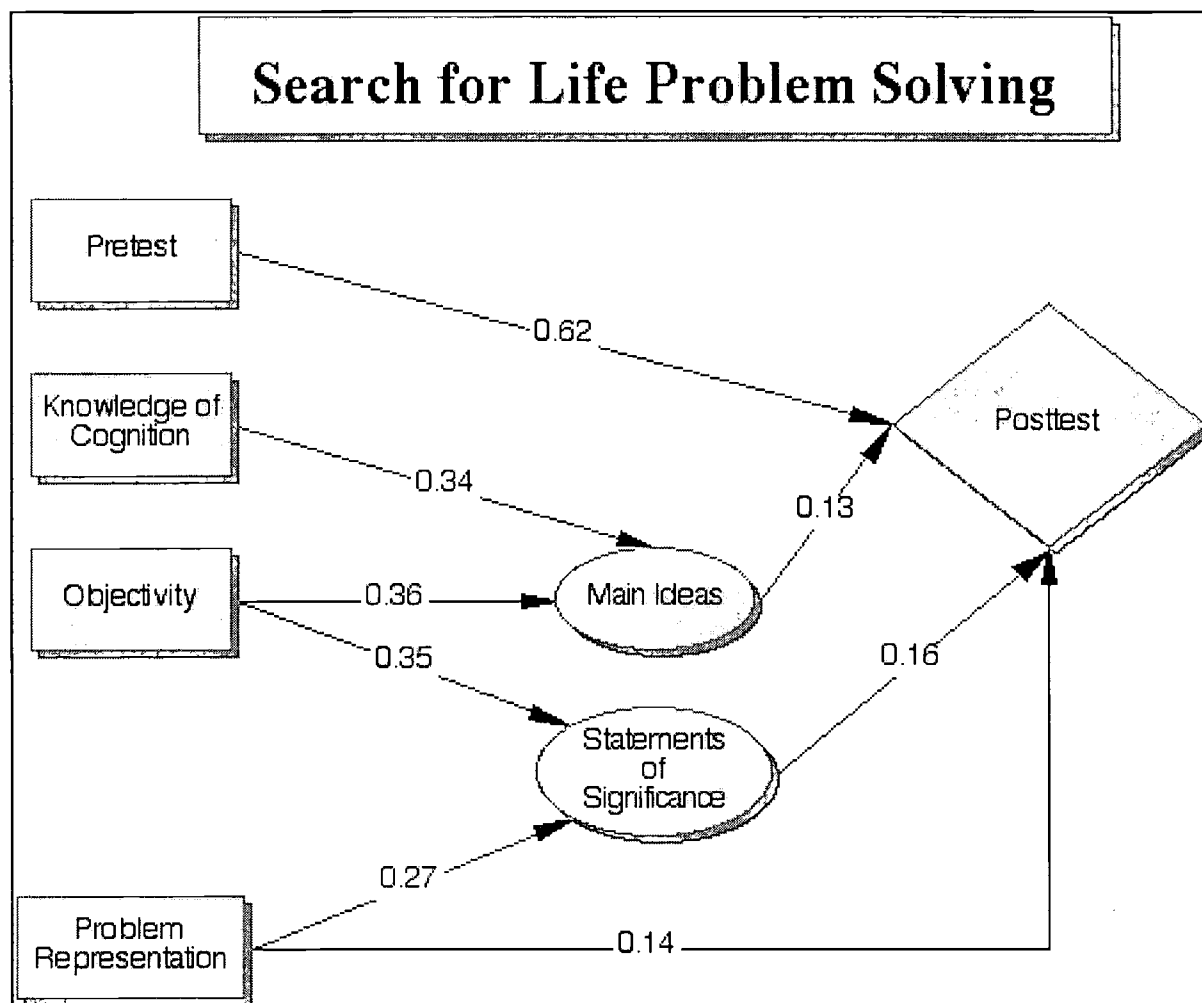 Search for Life Problem Solving
Pretest
0.62
Knowledge of
Cognition
Posttest
0.34
0.13
Objectivity
0.36
Main Ideas
0.35
0.16
Statements
of
Significance
0.27
Problem
Representation
0.14